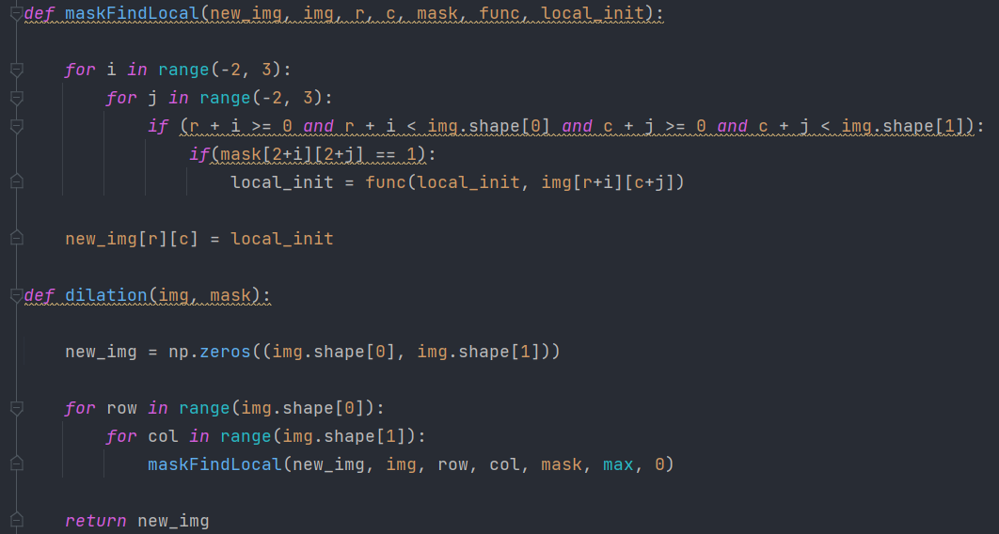 def maskFindLocal(new_img, img, r, c, mask, func, local_init):
    for i in range(-2, 3):
        for j in range(-2, 3):
            if (r + i >= 0 and r + i < img.shape[0] and c + j >= 0 and c + j < img.shape[1]):
                if(mask[2+i][2+j] == 1):
                    local_init = func(local_init, img[r+i][c+j])
    new_img[r][c] = local_init
def dilation(img, mask):
    new_img = np.zeros((img.shape[0], img.shape[1]))
    for row in range(img.shape[0]):
        for col in range(img.shape[1]):
            maskFindLocal(new_img, img, row, col, mask, max, 0)
    return new_img